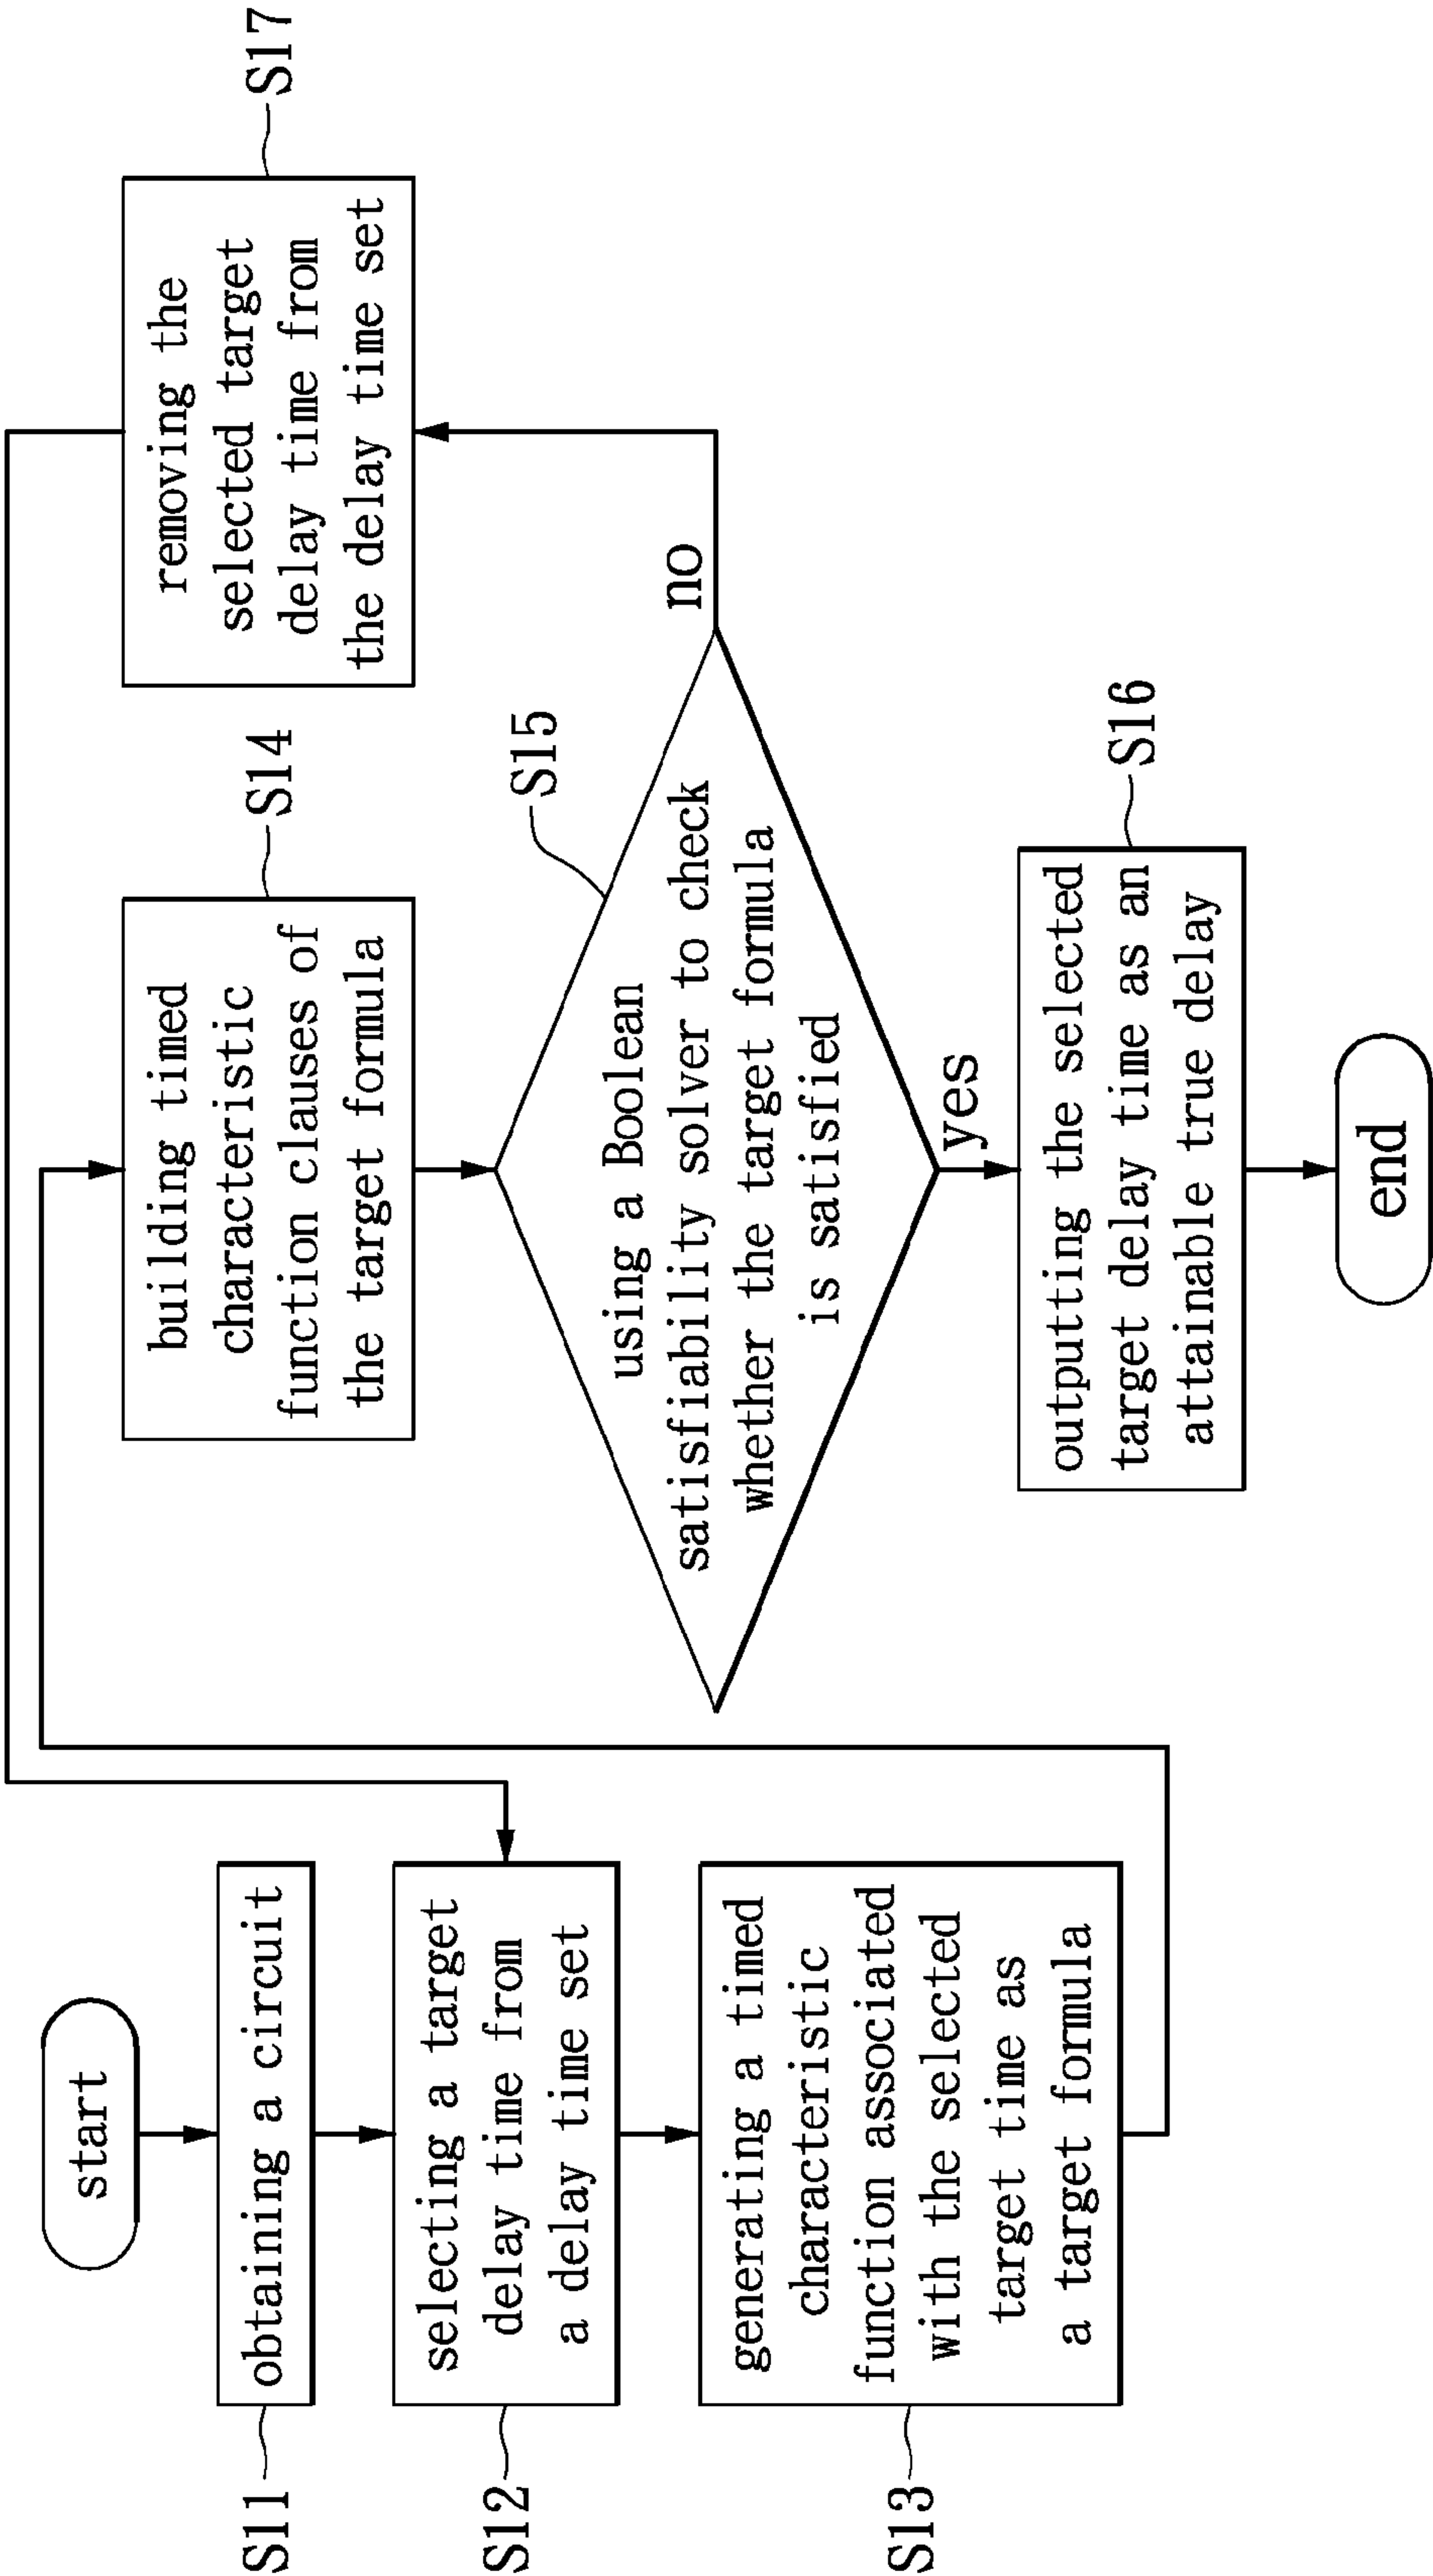 start
S11
obtaining a circuit
S12
selecting a target
delay time from
a delay time set
S13
generating a timed
characteristic
function associated
with the selected
target time as
a target formula
S14
building timed
characteristic
function clauses of
the target formula
S15
using a Boolean
satisfiability solver to check
whether the target formula
is satisfied
no
yes
S16
outputting the selected
target delay time as an
attainable true delay
end
S17
removing the
selected target
delay time from
the delay time set